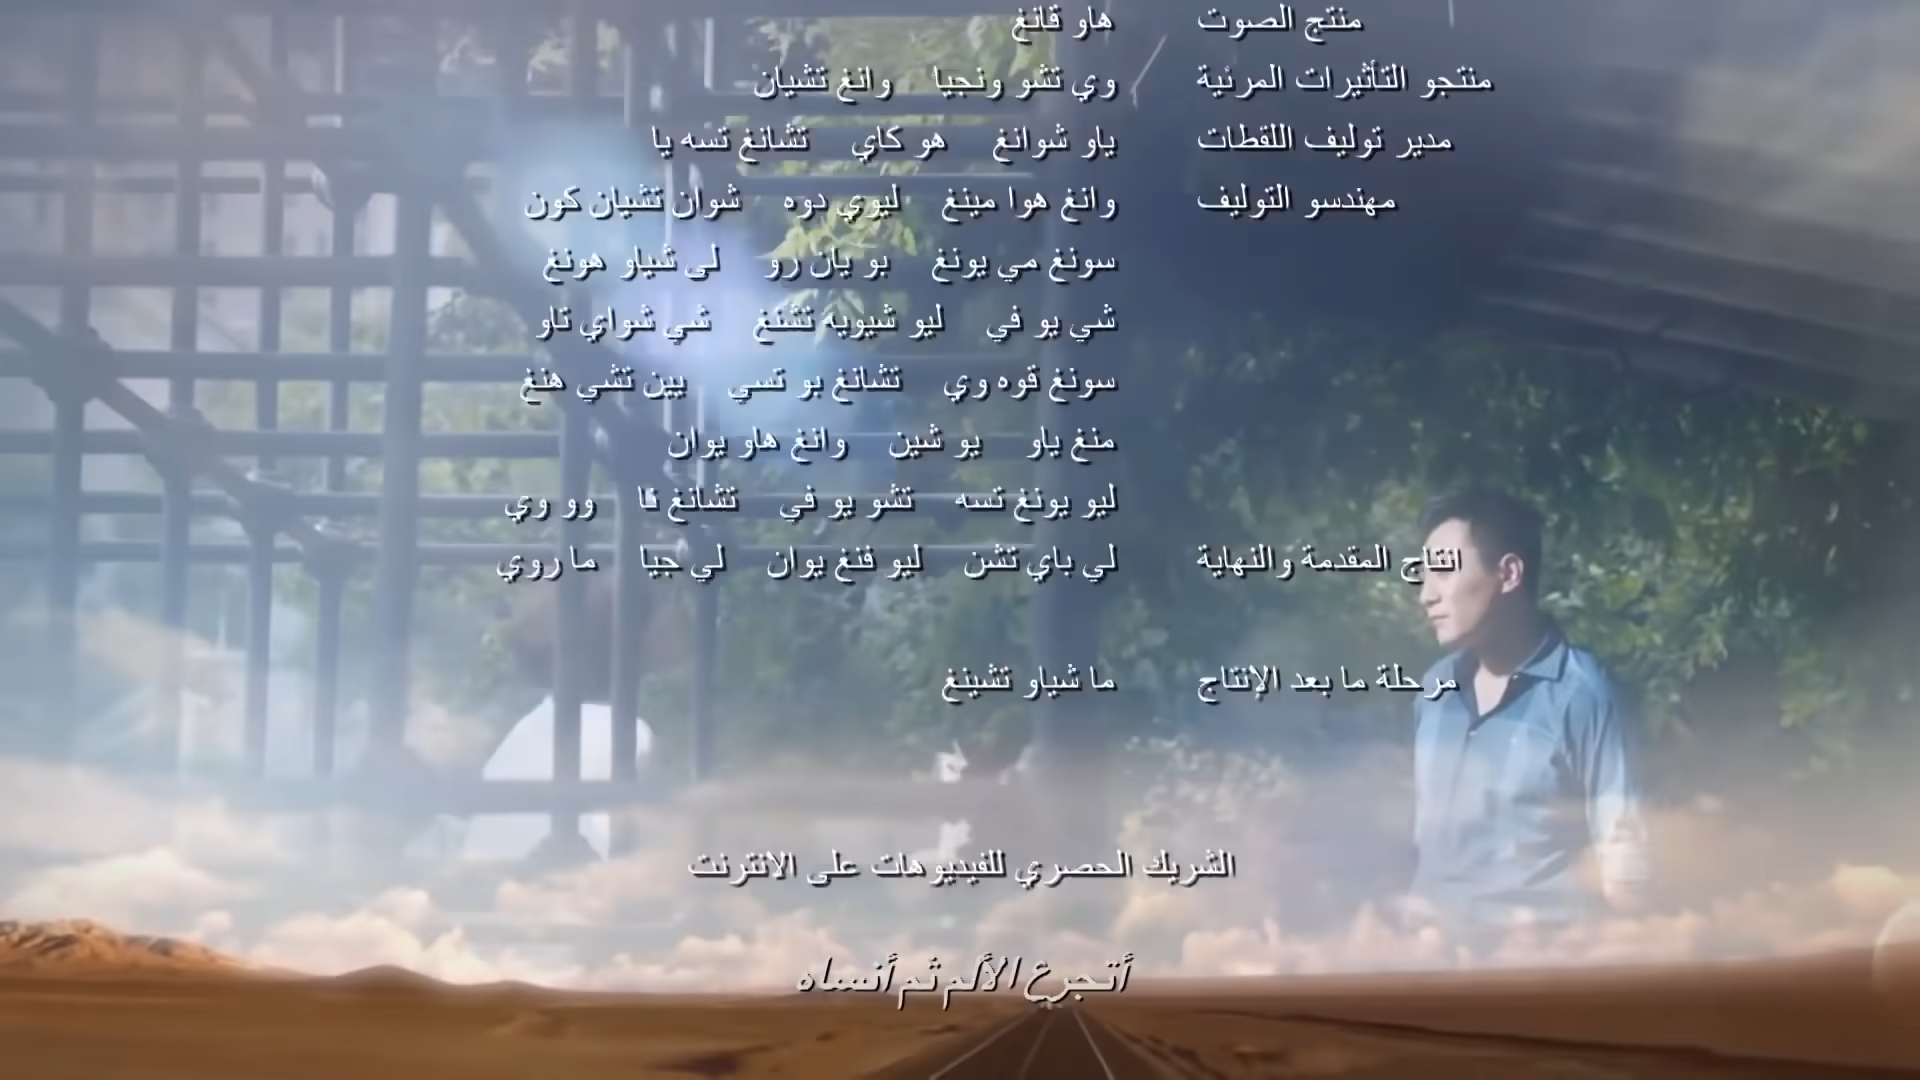 منتج الصوت هاو قانغ
منتجو التأثيرات المرئية وي تشو ونجيا وانغ تشيان
مدير توليف اللقطات ياو شوانغ هو كاي تشانغ تسه يا
مهندسو التوليف وانغ هوا مينغ ليوي دوه شوان تشيان كون
سونغ مي يونغ بو يان رو لى شياو هونغ
شي يو في ليو شيويه تشنغ شي شواي تاو
سونغ قوه وي تشانغ بو تسي بين تشي هنغ
منغ ياو يو شين وانغ هاو يوان
ليو يونغ تسه تشو يو في تشانغ نا وو وي
انتاج المقدمة والنهاية لي باي تشن ليو فنغ يوان لي جيا ما روي
مرحلة ما بعد الإنتاج ما شياو تشينغ
الشريك الحصري للفيديوهات على الانترنت
أتجرع الألم ثم أنساه